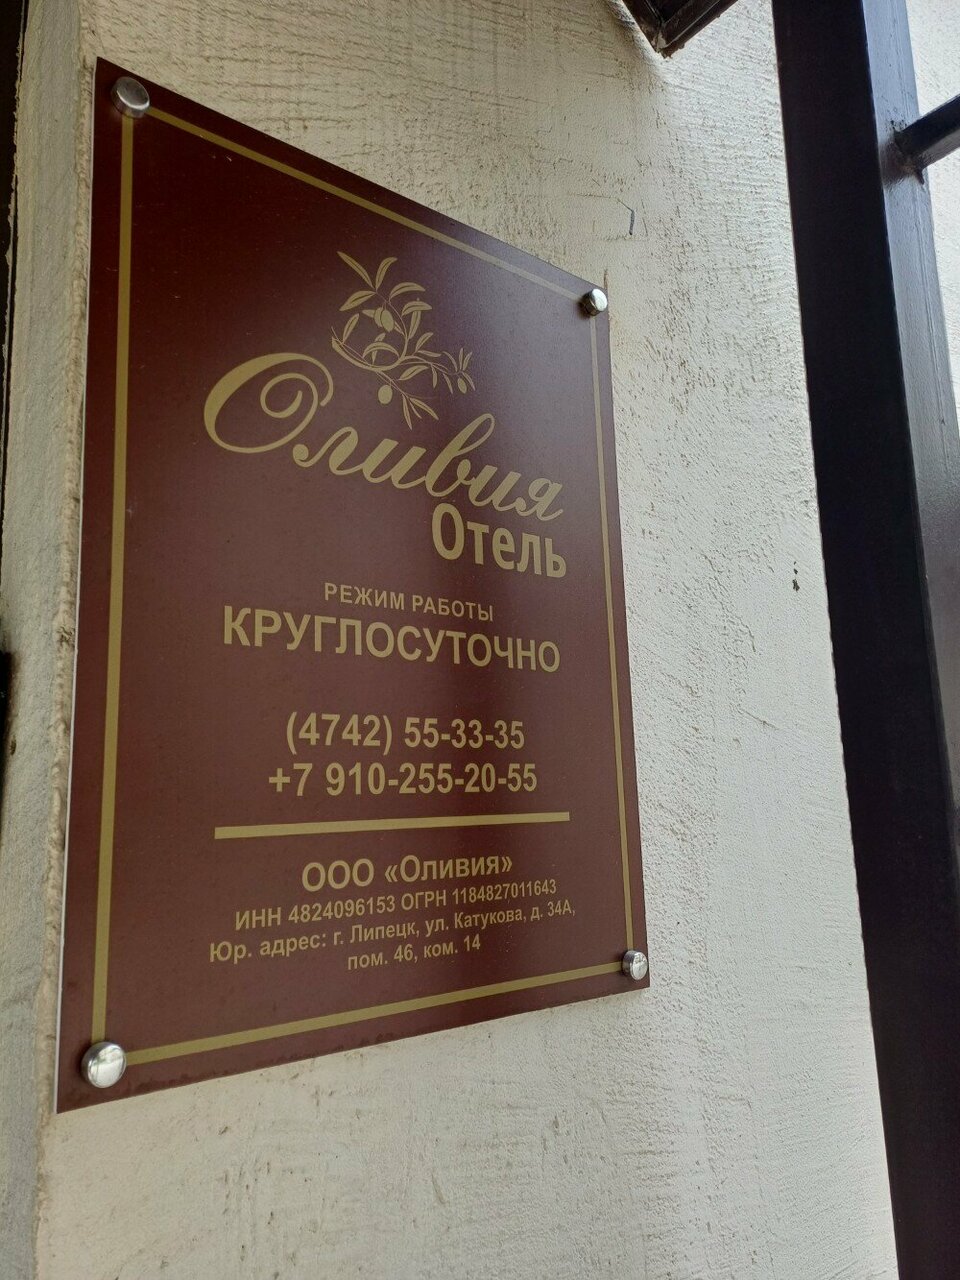 Оливия
Отель
РЕЖИМ РАБОТЫ
КРУГЛОСУТОЧНО
(4742) 55-33-35
+7 910-255-20-55
ООО «Оливия»
ИНН 4824096153 ОГРН 1184827011643
Юр. адрес: г. Липецк, ул. Катукова, д. 34А,
пом. 46, ком. 14